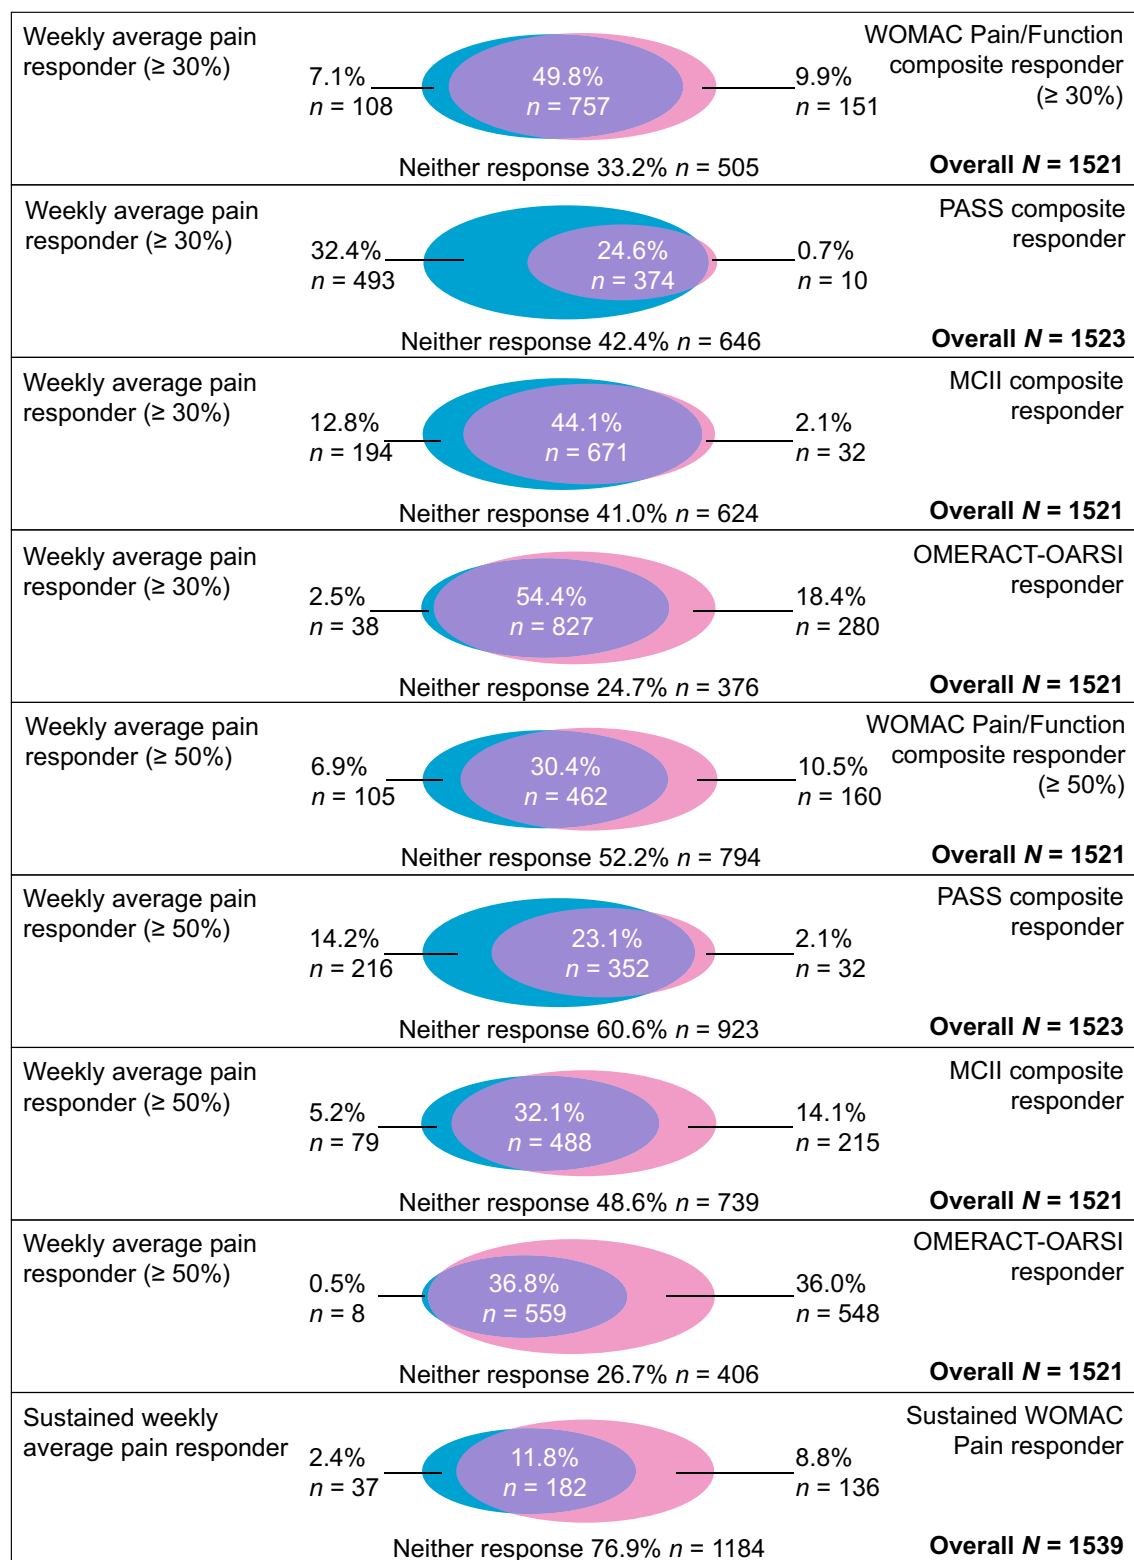 Weekly average pain
responder (≥ 30%)
7.1%
n = 108
49.8%
n = 757
9.9%
n = 151
WOMAC Pain/Function
composite responder
(≥ 30%)
Neither response 33.2% n = 505
Overall N = 1521
Weekly average pain
responder (≥ 30%)
32.4%
n = 493
24.6%
n = 374
0.7%
n = 10
PASS composite
responder
Neither response 42.4% n = 646
Overall N = 1523
Weekly average pain
responder (≥ 30%)
12.8%
n = 194
44.1%
n = 671
2.1%
n = 32
MCII composite
responder
Neither response 41.0% n = 624
Overall N = 1521
Weekly average pain
responder (≥ 30%)
2.5%
n = 38
54.4%
n = 827
18.4%
n = 280
OMERACT-OARSI
responder
Neither response 24.7% n = 376
Overall N = 1521
Weekly average pain
responder (≥ 50%)
6.9%
n = 105
30.4%
n = 462
10.5%
n = 160
WOMAC Pain/Function
composite responder
(≥ 50%)
Neither response 52.2% n = 794
Overall N = 1521
Weekly average pain
responder (≥ 50%)
14.2%
n = 216
23.1%
n = 352
2.1%
n = 32
PASS composite
responder
Neither response 60.6% n = 923
Overall N = 1523
Weekly average pain
responder (≥ 50%)
5.2%
n = 79
32.1%
n = 488
14.1%
n = 215
MCII composite
responder
Neither response 48.6% n = 739
Overall N = 1521
Weekly average pain
responder (≥ 50%)
0.5%
n = 8
36.8%
n = 559
36.0%
n = 548
OMERACT-OARSI
responder
Neither response 26.7% n = 406
Overall N = 1521
Sustained weekly
average pain responder
2.4%
n = 37
11.8%
n = 182
8.8%
n = 136
Sustained WOMAC
Pain responder
Neither response 76.9% n = 1184
Overall N = 1539